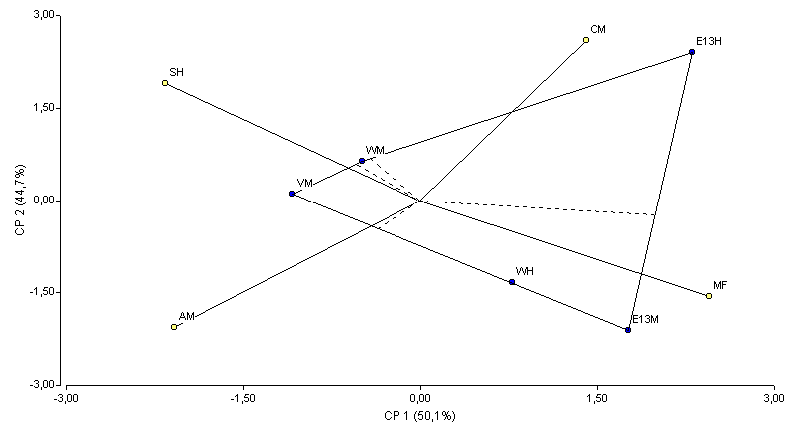 3,00
CM
E13H
SH
1,50
WM
VM
CP 2 (44,7%)
0,00
WH
MF
-1,50
AM
E13M
-3,00
-3,00 -1,50 0,00 1,50 3,00
CP 1 (50,1%)